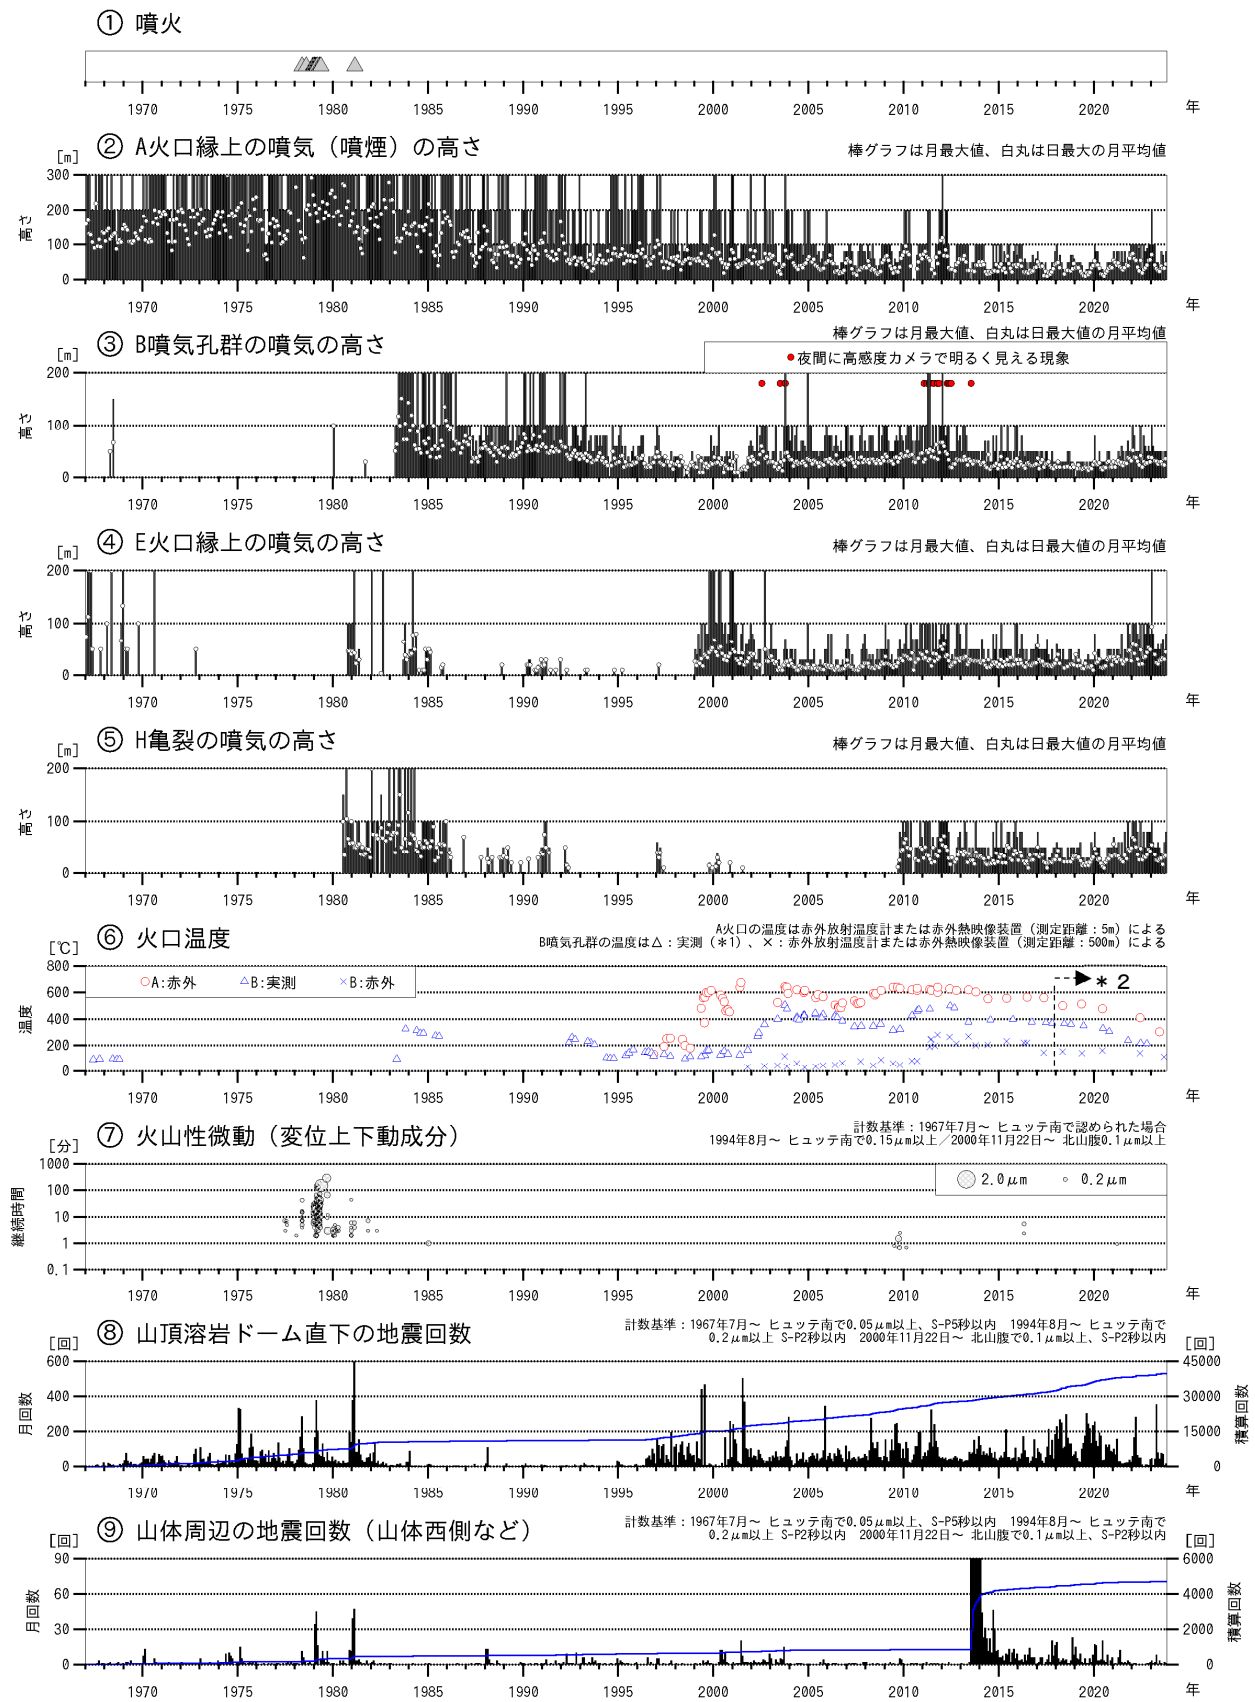 ① 噴火
1970 1975 1980 1985 1990 1995 2000 2005 2010 2015 2020 年
② A火口縁上の噴気（噴煙）の高さ
棒グラフは月最大値、白丸は日最大の月平均値
[m]
300
200
100
0
高さ
1970 1975 1980 1985 1990 1995 2000 2005 2010 2015 2020 年
③ B噴気孔群の噴気の高さ
棒グラフは月最大値、白丸は日最大値の月平均値
●夜間に高感度カメラで明るく見える現象
[m]
200
100
0
高さ
1970 1975 1980 1985 1990 1995 2000 2005 2010 2015 2020 年
④ E火口縁上の噴気の高さ
棒グラフは月最大値、白丸は日最大値の月平均値
[m]
200
100
0
高さ
1970 1975 1980 1985 1990 1995 2000 2005 2010 2015 2020 年
⑤ H亀裂の噴気の高さ
棒グラフは月最大値、白丸は日最大値の月平均値
[m]
200
100
0
高さ
1970 1975 1980 1985 1990 1995 2000 2005 2010 2015 2020 年
⑥ 火口温度
A火口の温度は赤外放射温度計または赤外熱映像装置（測定距離：5m）による
B噴気孔群の温度は△：実測（＊1）、×：赤外放射温度計または赤外熱映像装置（測定距離：500m）による
[℃]
800
600
400
200
0
温度
○A:赤外 △B:実測 ×B:赤外
＊2
1970 1975 1980 1985 1990 1995 2000 2005 2010 2015 2020 年
⑦ 火山性微動（変位上下動成分）
計数基準：1967年7月～ ヒュッテ南で認められた場合
1994年8月～ ヒュッテ南で0.15μm以上／2000年11月22日～ 北山腹0.1μm以上
[分]
1000
100
10
1
0.1
継続時間
2.0μm 0.2μm
1970 1975 1980 1985 1990 1995 2000 2005 2010 2015 2020 年
⑧ 山頂溶岩ドーム直下の地震回数
計数基準：1967年7月～ ヒュッテ南で0.05μm以上、S-P5秒以内 1994年8月～ ヒュッテ南で
0.2μm以上 S-P2秒以内 2000年11月22日～ 北山腹で0.1μm以上、S-P2秒以内
[回] [回]
600 45000
400 30000
200 15000
0 0
月回数 積算回数
1970 1975 1980 1985 1990 1995 2000 2005 2010 2015 2020 年
⑨ 山体周辺の地震回数（山体西側など）
計数基準：1967年7月～ ヒュッテ南で0.05μm以上、S-P5秒以内 1994年8月～ ヒュッテ南で
0.2μm以上 S-P2秒以内 2000年11月22日～ 北山腹で0.1μm以上、S-P2秒以内
[回] [回]
90 6000
60 4000
30 2000
0 0
月回数 積算回数
1970 1975 1980 1985 1990 1995 2000 2005 2010 2015 2020 年